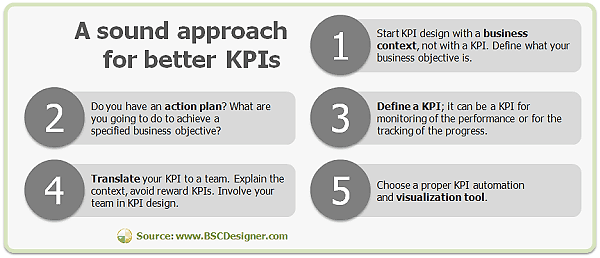 A sound approach
for better KPIs
1
Start KPI design with a business
context, not with a KPI. Define what your
business objective is.
2
Do you have an action plan? What are
you going to do to achieve a
specified business objective?
3
Define a KPI; it can be a KPI for
monitoring of the performance or for the
tracking of the progress.
4
Translate your KPI to a team. Explain the
context, avoid reward KPIs. Involve your
team in KPI design.
5
Choose a proper KPI automation
and visualization tool.
Source: www.BSCDesigner.com